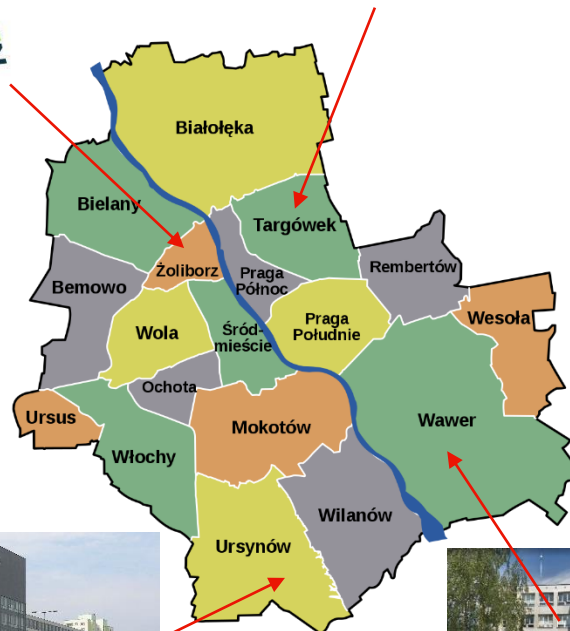 Białołęka
Bielany
Targówek
Żoliborz
Praga
Północ
Rembertów
Bemowo
Wola
Śród-
mieście
Praga
Południe
Wesoła
Ochota
Ursus
Mokotów
Wawer
Włochy
Wilanów
Ursynów